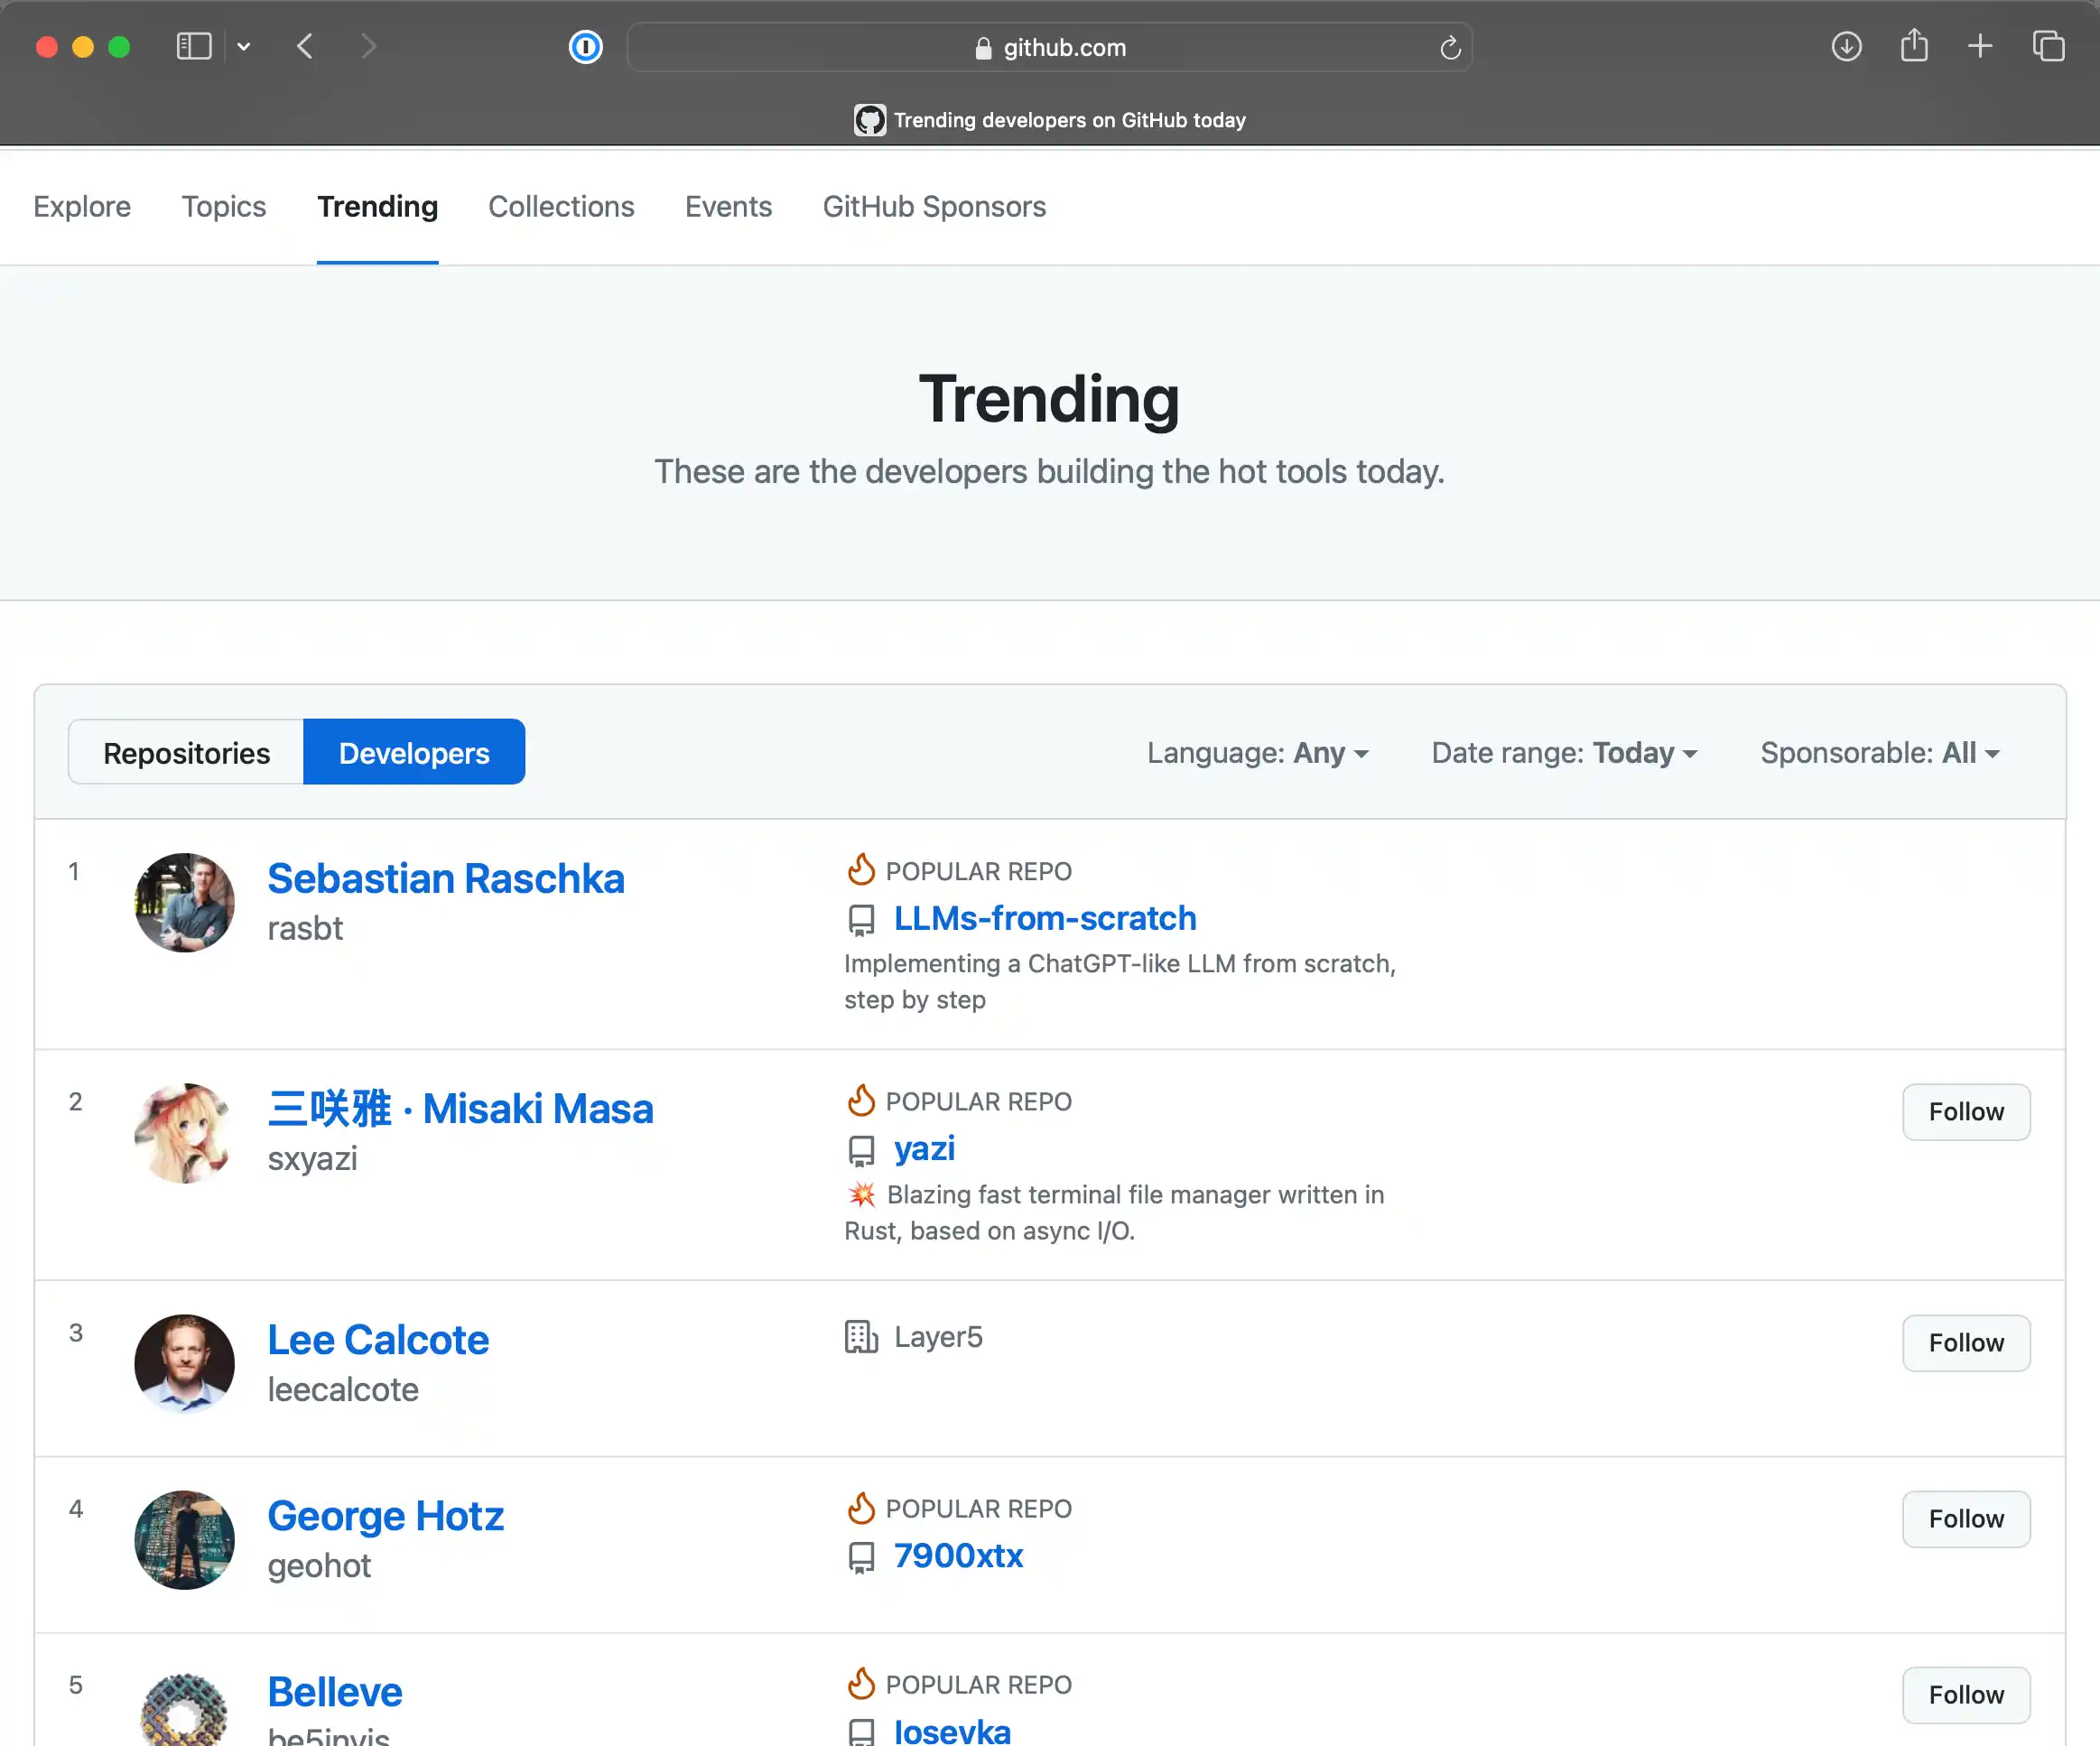 github.com
Trending developers on GitHub today
Explore Topics Trending Collections Events GitHub Sponsors
Trending
These are the developers building the hot tools today.
Repositories Developers Language: Any Date range: Today Sponsorable: All
1
Sebastian Raschka
rasbt
POPULAR REPO
LLMs-from-scratch
Implementing a ChatGPT-like LLM from scratch,
step by step
2
三咲雅 · Misaki Masa
sxyazi
POPULAR REPO
yazi
💥 Blazing fast terminal file manager written in
Rust, based on async I/O.
Follow
3
Lee Calcote
leecalcote
Layer5
Follow
4
George Hotz
geohot
POPULAR REPO
7900xtx
Follow
5
Belleve
be5invis
POPULAR REPO
Iosevka
Follow